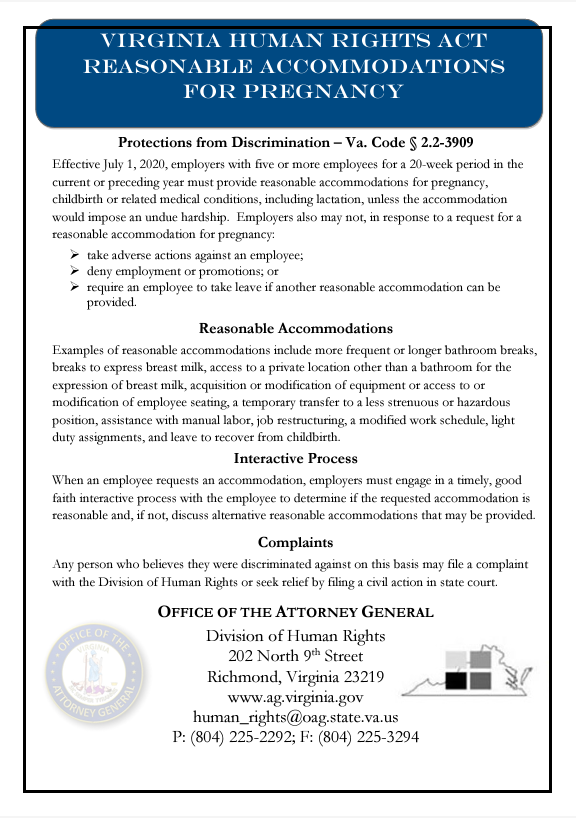 VIRGINIA HUMAN RIGHTS ACT
REASONABLE ACCOMMODATIONS
FOR PREGNANCY
Protections from Discrimination – Va. Code § 2.2-3909
Effective July 1, 2020, employers with five or more employees for a 20-week period in the
current or preceding year must provide reasonable accommodations for pregnancy,
childbirth or related medical conditions, including lactation, unless the accommodation
would impose an undue hardship. Employers also may not, in response to a request for a
reasonable accommodation for pregnancy:
➢ take adverse actions against an employee;
➢ deny employment or promotions; or
➢ require an employee to take leave if another reasonable accommodation can be
provided.
Reasonable Accommodations
Examples of reasonable accommodations include more frequent or longer bathroom breaks,
breaks to express breast milk, access to a private location other than a bathroom for the
expression of breast milk, acquisition or modification of equipment or access to or
modification of employee seating, a temporary transfer to a less strenuous or hazardous
position, assistance with manual labor, job restructuring, a modified work schedule, light
duty assignments, and leave to recover from childbirth.
Interactive Process
When an employee requests an accommodation, employers must engage in a timely, good
faith interactive process with the employee to determine if the requested accommodation is
reasonable and, if not, discuss alternative reasonable accommodations that may be provided.
Complaints
Any person who believes they were discriminated against on this basis may file a complaint
with the Division of Human Rights or seek relief by filing a civil action in state court.
OFFICE OF THE ATTORNEY GENERAL
Division of Human Rights
202 North 9th Street
Richmond, Virginia 23219
www.ag.virginia.gov
human_rights@oag.state.va.us
P: (804) 225-2292; F: (804) 225-3294
OFFICE OF THE
VIRGINIA
ATTORNEY GENERAL